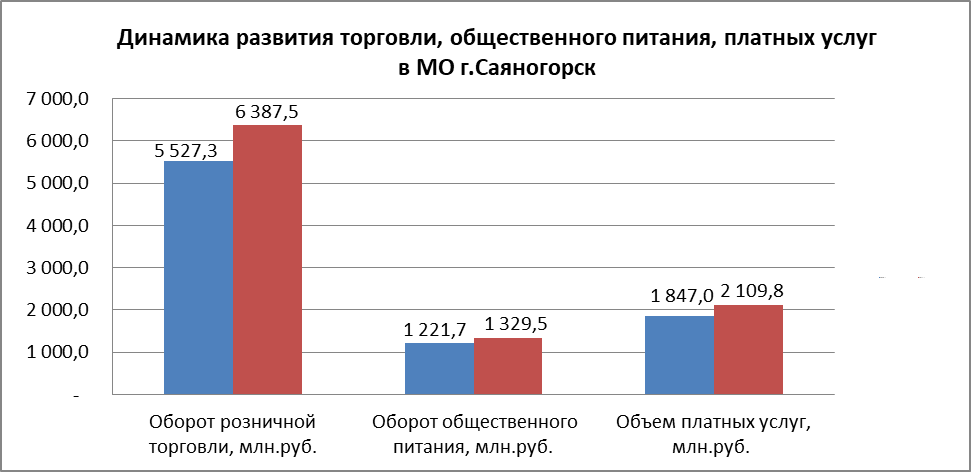 Динамика развития торговли, общественного питания, платных услуг
в МО г.Саяногорск
7 000,0
6 000,0
5 000,0
4 000,0
3 000,0
2 000,0
1 000,0
-
5 527,3
6 387,5
1 221,7
1 329,5
1 847,0
2 109,8
Оборот розничной
торговли, млн.руб.
Оборот общественного
питания, млн.руб.
Объем платных услуг,
млн.руб.